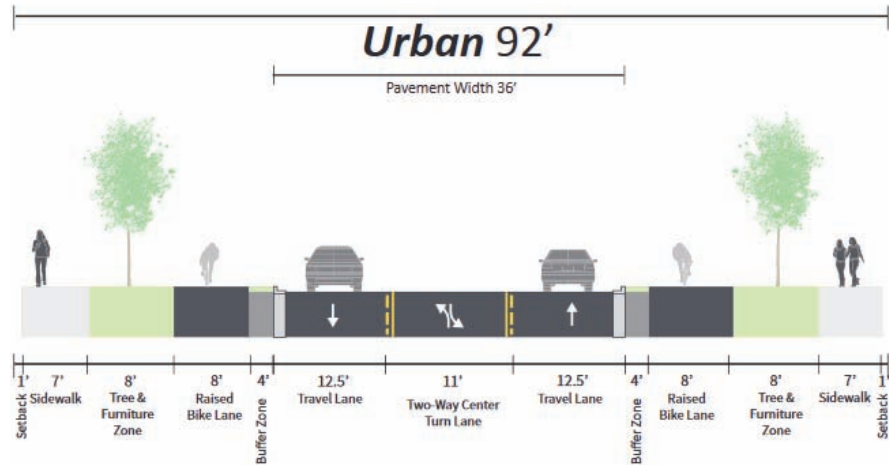 Urban 92’
Pavement Width 36’
1’ 7’ 8’ 8’ 4’ 12.5’ 11’ 12.5’ 4’ 8’ 8’ 7’ 1’
Setback
Sidewalk
Tree &
Furniture
Zone
Raised
Bike Lane
Buffer Zone
Travel Lane
Two-Way Center
Turn Lane
Travel Lane
Buffer Zone
Raised
Bike Lane
Tree &
Furniture
Zone
Sidewalk
Setback